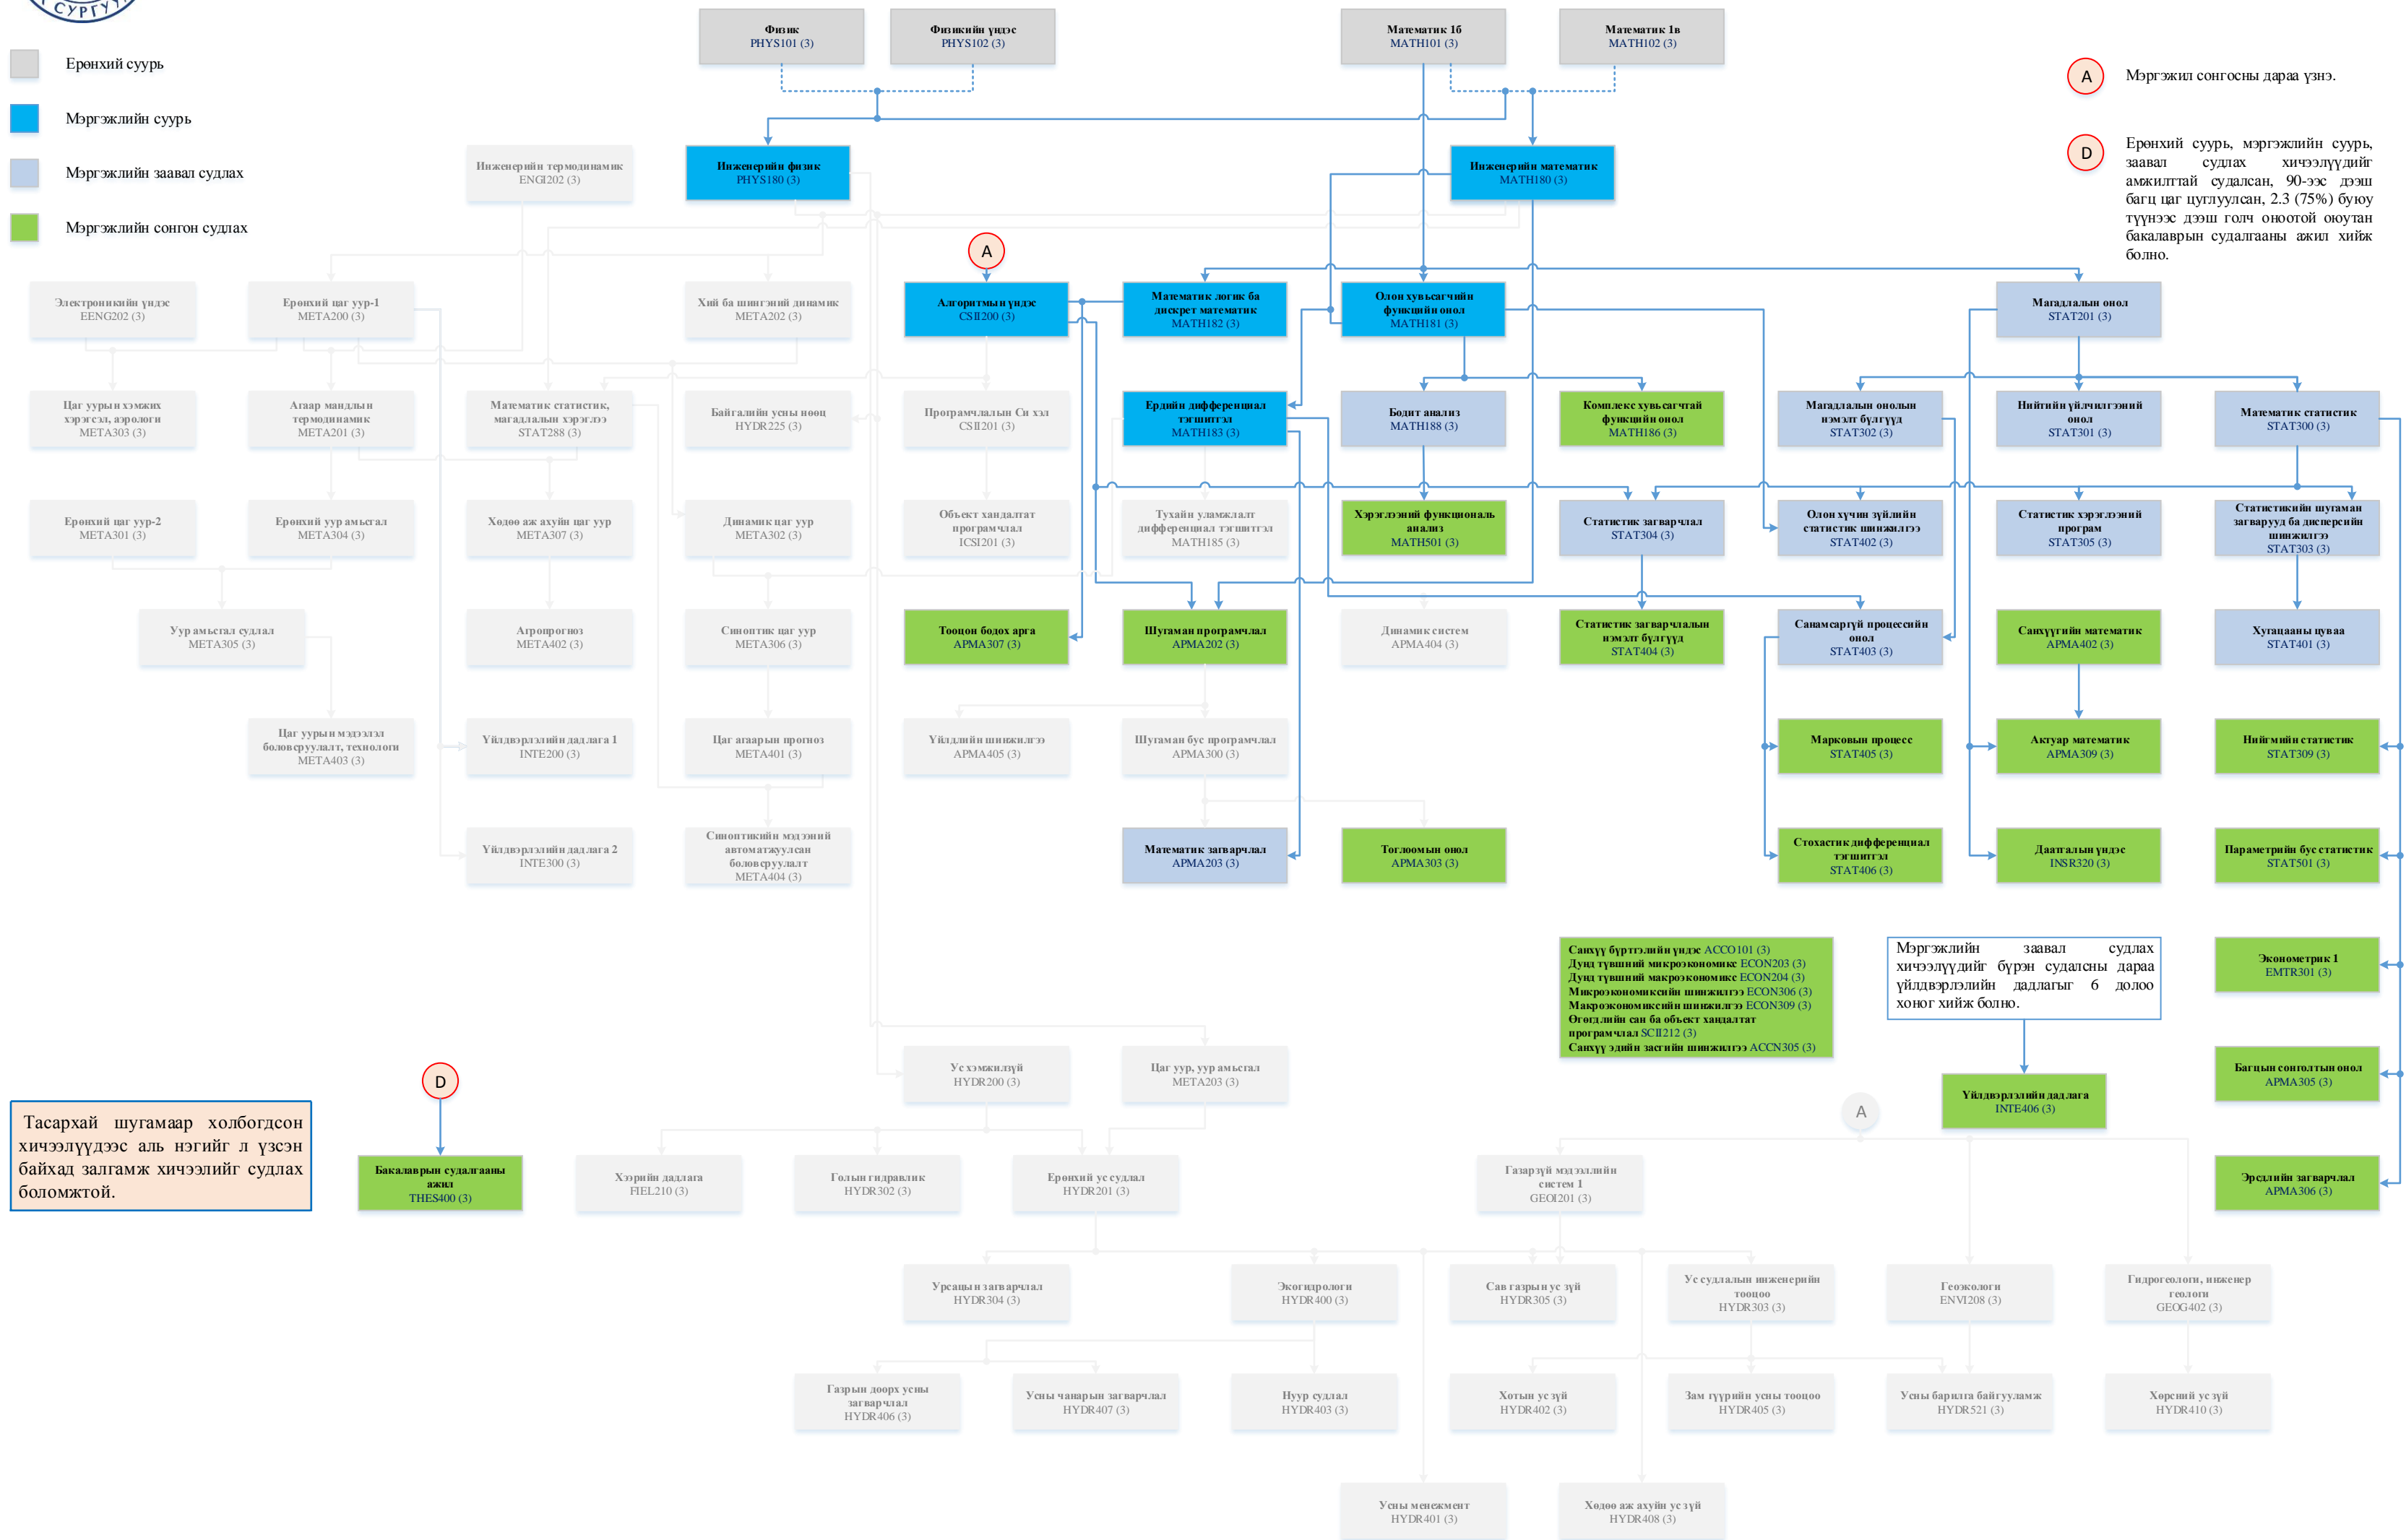 СУРГУУ
Ерөнхий суурь
Мэргэжлийн суурь
Мэргэжлийн заавал судлах
Мэргэжлийн сонгон судлах
Физик
PHYS101 (3)
Физикийн үндэс
PHYS102 (3)
Математик 1б
MATH101 (3)
Математик 1в
MATH102 (3)
A
Мэргэжил сонгосны дараа үзнэ.
D
Ерөнхий суурь, мэргэжлийн суурь,
заавал судлах хичээлүүдийг
амжилттай судалсан, 90-ээс дээш
багц цаг цуглуулсан, 2.3 (75%) буюу
түүнээс дээш голч оноотой оюутан
бакалаврын судалгааны ажил хийж
болно.
Инженерийн термодинамик
ENGI202 (3)
Инженерийн физик
PHYS180 (3)
Инженерийн математик
MATH180 (3)
A
Электроникийн үндэс
EENG202 (3)
Ерөнхий цаг уур-1
META200 (3)
Хий ба шингэний динамик
META202 (3)
Алгоритмын үндэс
CSII200 (3)
Математик логик ба
дискрет математик
MATH182 (3)
Олон хувьсагчийн
функцийн онол
MATH181 (3)
Магадлалын онол
STAT201 (3)
Цаг уурын хэмжих
хэрэгсэл, аэрологи
META303 (3)
Агаар мандлын
термодинамик
META201 (3)
Математик статистик,
магадлалын хэрэглээ
STAT288 (3)
Байгалийн усны нөөц
HYDR225 (3)
Програмчлалын Си хэл
CSII201 (3)
Ердийн дифференциал
тэгшитгэл
MATH183 (3)
Бодит анализ
MATH188 (3)
Комплекс хувьсагчтай
функцийн онол
MATH186 (3)
Магадлалын онолын
нэмэлт бүлгүүд
STAT302 (3)
Нийтийн үйлчилгээний
онол
STAT301 (3)
Математик статистик
STAT300 (3)
Ерөнхий цаг уур-2
META301 (3)
Ерөнхий уур амьсгал
META304 (3)
Хөдөө аж ахуйн цаг уур
META307 (3)
Динамик цаг уур
META302 (3)
Объект хандалтат
програмчлал
ICSI201 (3)
Тухайн уламжлалт
дифференциал тэгшитгэл
MATH185 (3)
Хэрэглээний функциональ
анализ
MATH501 (3)
Статистик загварчлал
STAT304 (3)
Олон хүчин зүйлийн
статистик шинжилгээ
STAT402 (3)
Статистик хэрэглээний
програм
STAT305 (3)
Статистикийн шугаман
загварууд ба дисперсийн
шинжилгээ
STAT303 (3)
Уур амьсгал судлал
META305 (3)
Агропрогноз
META402 (3)
Синоптик цаг уур
META306 (3)
Тооцон бодох арга
APMA307 (3)
Шугаман програмчлал
APMA202 (3)
Динамик систем
APMA404 (3)
Статистик загварчлалын
нэмэлт бүлгүүд
STAT404 (3)
Санамсаргүй процессийн
онол
STAT403 (3)
Санхүүгийн математик
APMA402 (3)
Хугацааны цуваа
STAT401 (3)
Цаг уурын мэдээлэл
боловсруулалт, технологи
META403 (3)
Үйлдвэрлэлийн дадлага 1
INTE200 (3)
Цаг агаарын прогноз
META401 (3)
Үйлдлийн шинжилгээ
APMA405 (3)
Шугаман бус програмчлал
APMA300 (3)
Марковын процесс
STAT405 (3)
Актуар математик
APMA309 (3)
Нийгмийн статистик
STAT309 (3)
Үйлдвэрлэлийн дадлага 2
INTE300 (3)
Синоптикийн мэдээний
автоматжуулсан
боловсруулалт
META404 (3)
Математик загварчлал
APMA203 (3)
Тоглоомын онол
APMA303 (3)
Стохастик дифференциал
тэгшитгэл
STAT406 (3)
Даатгалын үндэс
INSR320 (3)
Параметрийн бус статистик
STAT501 (3)
Санхүү бүртгэлийн үндэс ACCO101 (3)
Дунд түвшний микроэкономикс ECON203 (3)
Дунд түвшний макроэкономикс ECON204 (3)
Микроэкономиксийн шинжилгээ ECON306 (3)
Макроэкономиксийн шинжилгээ ECON309 (3)
Өгөгдлийн сан ба объект хандалтат
програмчлал SCII212 (3)
Санхүү эдийн засгийн шинжилгээ ACCN305 (3)
Мэргэжлийн заавал судлах
хичээлүүдийг бүрэн судалсны дараа
үйлдвэрлэлийн дадлагыг 6 долоо
хоног хийж болно.
Эконометрик 1
EMTR301 (3)
Ус хэмжилзүй
HYDR200 (3)
Цаг уур, уур амьсгал
META203 (3)
Үйлдвэрлэлийн дадлага
INTE406 (3)
Багцын сонголтын онол
APMA305 (3)
D
A
Тасархай шугамаар холбогдсон
хичээлүүдээс аль нэгийг л үзсэн
байхад залгамж хичээлийг судлах
боломжтой.
Бакалаврын судалгааны
ажил
THES400 (3)
Хээрийн дадлага
FIEL210 (3)
Голын гидравлик
HYDR302 (3)
Ерөнхий ус судлал
HYDR201 (3)
Газарзүй мэдээллийн
систем 1
GEOI201 (3)
Эрсдлийн загварчлал
APMA306 (3)
Урсацын загварчлал
HYDR304 (3)
Экогидрологи
HYDR400 (3)
Сав газрын ус зүй
HYDR305 (3)
Ус судлалын инженерийн
тооцоо
HYDR303 (3)
Геоэкологи
ENVI208 (3)
Гидрогеологи, инженер
геологи
GEOG402 (3)
Газрын доорх усны
загварчлал
HYDR406 (3)
Усны чанарын загварчлал
HYDR407 (3)
Нуур судлал
HYDR403 (3)
Хотын ус зүй
HYDR402 (3)
Зам гүүрийн усны тооцоо
HYDR405 (3)
Усны барилга байгууламж
HYDR521 (3)
Хөрсний ус зүй
HYDR410 (3)
Усны менежмент
HYDR401 (3)
Хөдөө аж ахуйн ус зүй
HYDR408 (3)